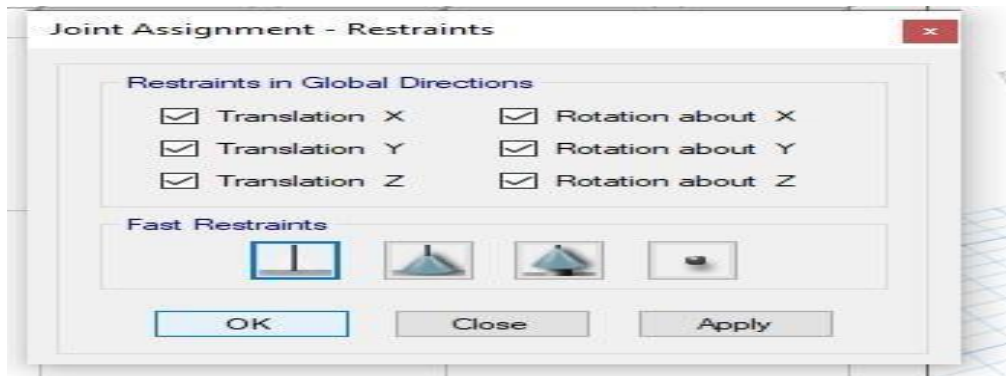 Joint Assignment - Restraints
Restraints in Global Directions
Translation X Rotation about X
Translation Y Rotation about Y
Translation Z Rotation about Z
Fast Restraints
OK Close Apply